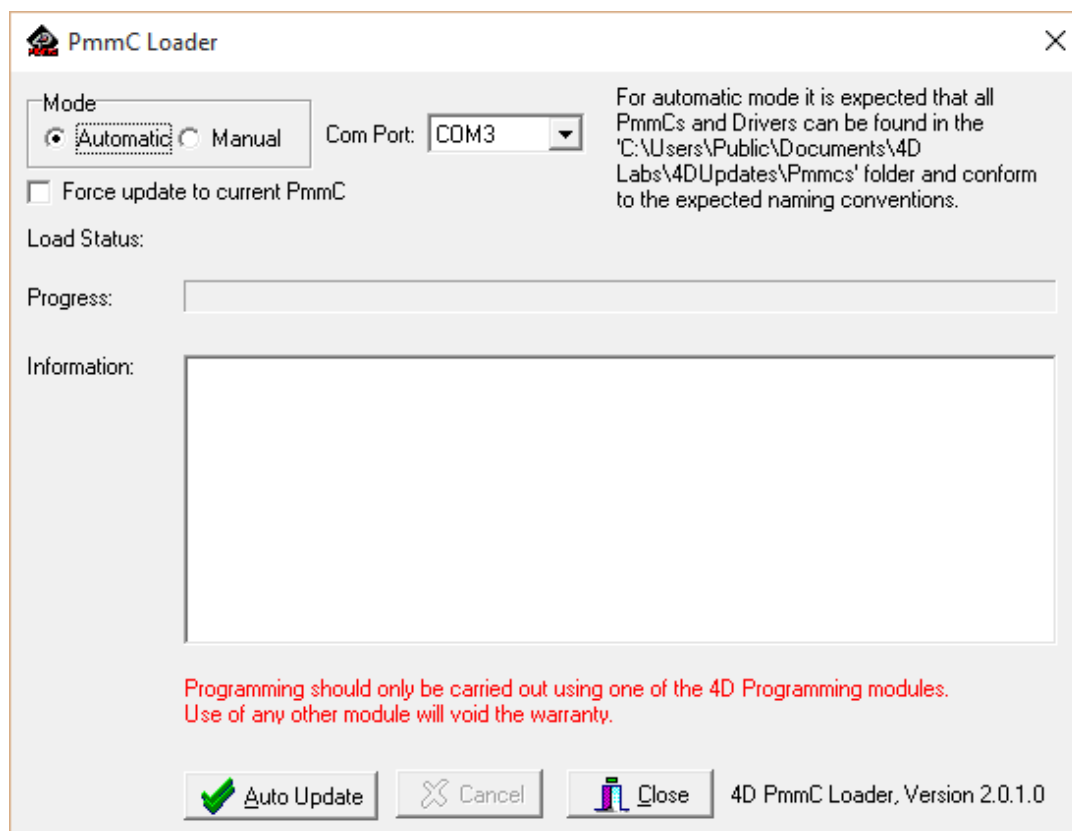 PmmC Loader
Mode
Automatic
Manual
Com Port:
COM3
For automatic mode it is expected that all
PmmCs and Drivers can be found in the
'C:\Users\Public\Documents\4D
Labs\4DUpdates\Pmmcs' folder and conform
to the expected naming conventions.
Force update to current PmmC
Load Status:
Progress:
Information:
Programming should only be carried out using one of the 4D Programming modules.
Use of any other module will void the warranty.
Auto Update
Cancel
Close
4D PmmC Loader, Version 2.0.1.0